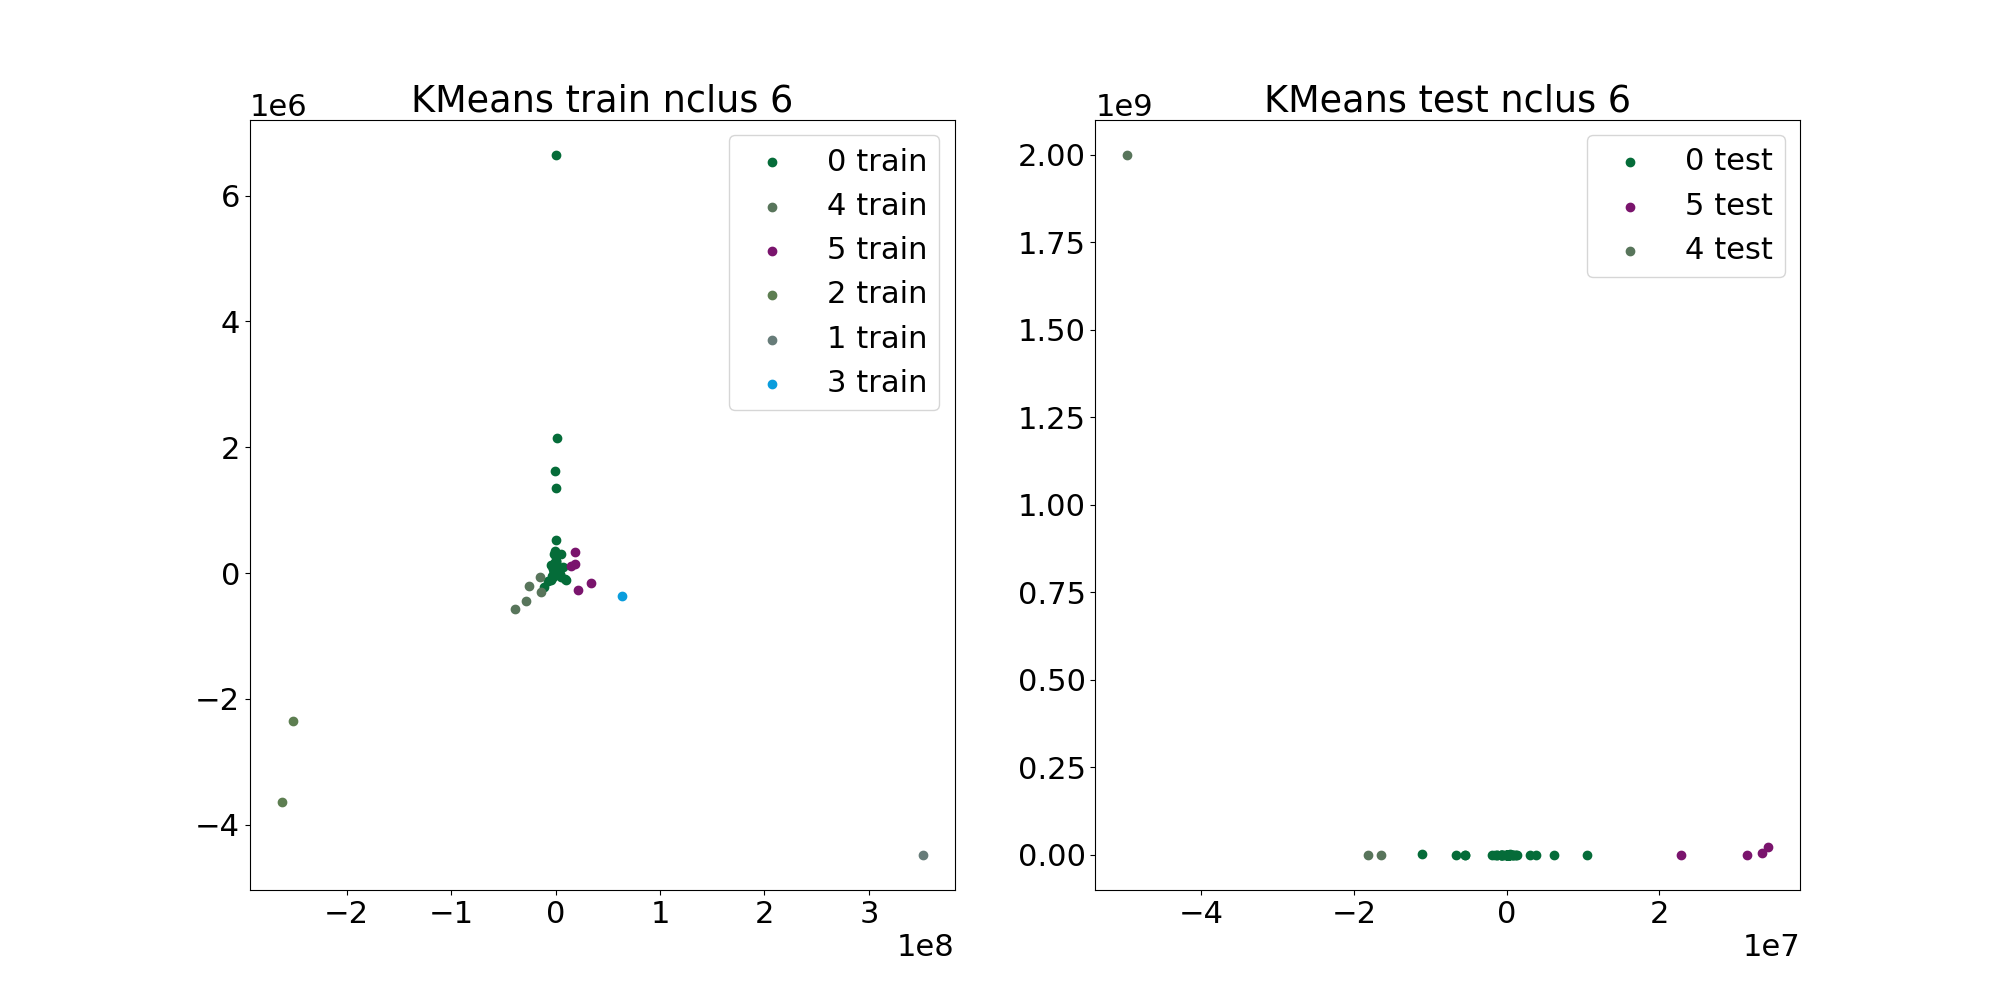 KMeans train nclus 6
1e6
0 train
4 train
5 train
2 train
1 train
3 train
6
4
2
0
−2
−4
−2 −1 0 1 2 3
1e8
KMeans test nclus 6
1e9
0 test
5 test
4 test
2.00
1.75
1.50
1.25
1.00
0.75
0.50
0.25
0.00
−4 −2 0 2
1e7